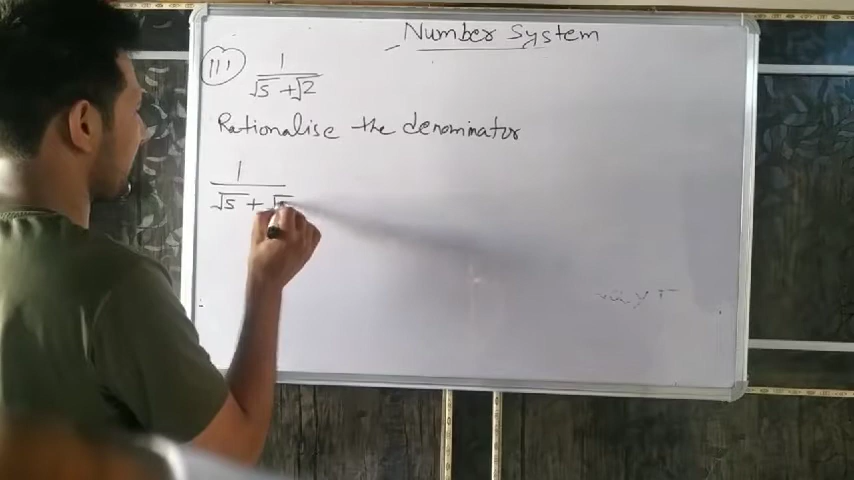 Number System
(iii) 1/(√5 + √2)
Rationalise the denominator
1/(√5 + √